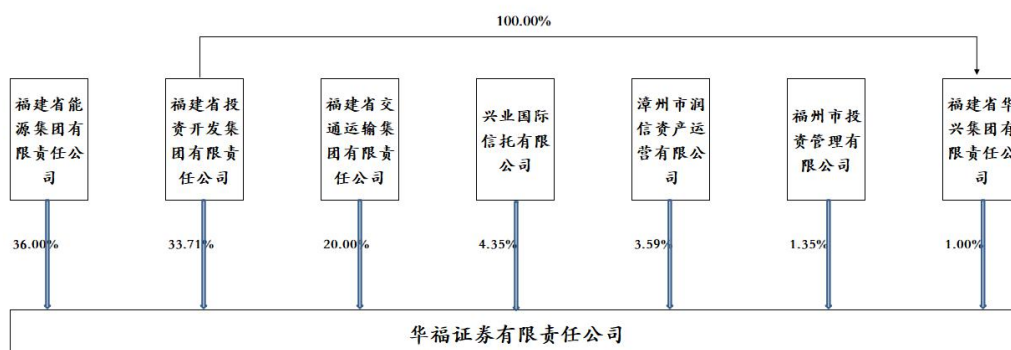 100.00%
福建省能
源集团有
限责任公
司
福建省投
资开发集
团有限责
任公司
福建省交
通运输集
团有限责
任公司
兴业国际
信托有限
公司
漳州市润
信资产运
营有限公
司
福州市投
资管理有
限公司
福建省华
兴集团有
限责任公
司
36.00%
33.71%
20.00%
4.35%
3.59%
1.35%
1.00%
华福证券有限责任公司